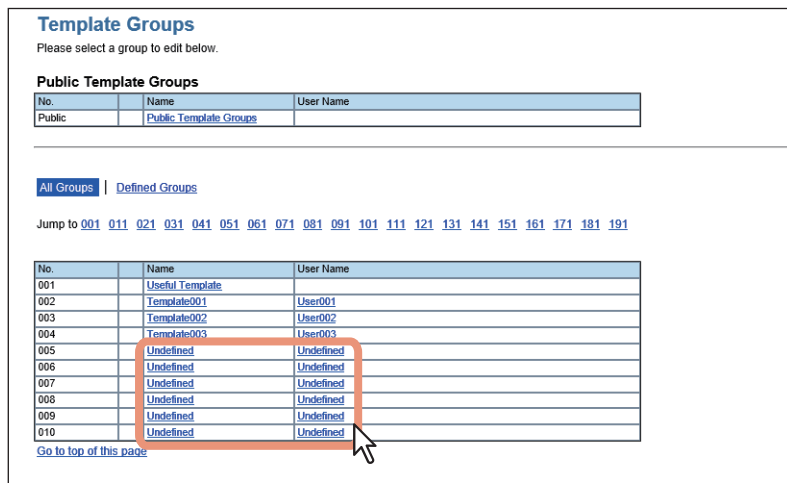 Template Groups
Please select a group to edit below.
Public Template Groups
No. Name User Name
Public Public Template Groups
All Groups | Defined Groups
Jump to 001 011 021 031 041 051 061 071 081 091 101 111 121 131 141 151 161 171 181 191
No. Name User Name
001 Useful Template
002 Template001 User001
003 Template002 User002
004 Template003 User003
005 Undefined Undefined
006 Undefined Undefined
007 Undefined Undefined
008 Undefined Undefined
009 Undefined Undefined
010 Undefined Undefined
Go to top of this page